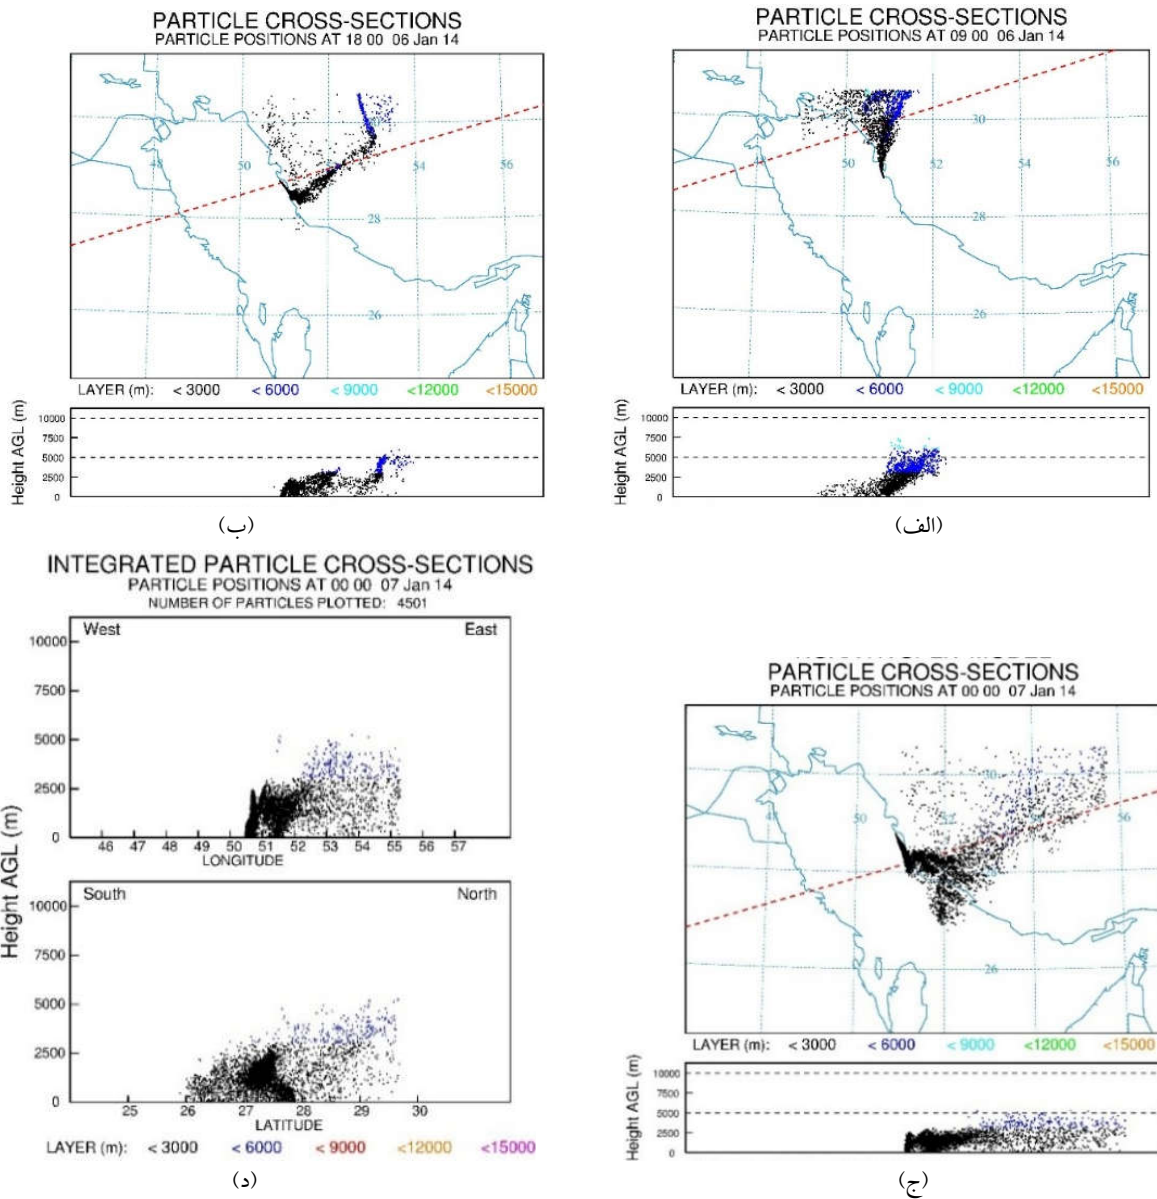 PARTICLE CROSS-SECTIONS
PARTICLE POSITIONS AT 18 00 06 Jan 14
50
54
56
28
26
LAYER (m): < 3000 < 6000 < 9000 <12000 <15000
Height AGL (m)
10000
7500
5000
2500
0
(ب)
PARTICLE CROSS-SECTIONS
PARTICLE POSITIONS AT 09 00 06 Jan 14
30
50
52
54
56
28
26
LAYER (m): < 3000 < 6000 < 9000 <12000 <15000
Height AGL (m)
10000
7500
5000
2500
0
(الف)
INTEGRATED PARTICLE CROSS-SECTIONS
PARTICLE POSITIONS AT 00 00 07 Jan 14
NUMBER OF PARTICLES PLOTTED: 4501
West East
10000
7500
5000
2500
0
46 47 48 49 50 51 52 53 54 55 56 57
LONGITUDE
Height AGL (m)
South North
10000
7500
5000
2500
0
25 26 27 28 29 30
LATITUDE
LAYER (m): < 3000 < 6000 < 9000 <12000 <15000
(د)
PARTICLE CROSS-SECTIONS
PARTICLE POSITIONS AT 00 00 07 Jan 14
30
50
56
26
LAYER (m): < 3000 < 6000 < 9000 <12000 <15000
Height AGL (m)
10000
7500
5000
2500
0
(ج)